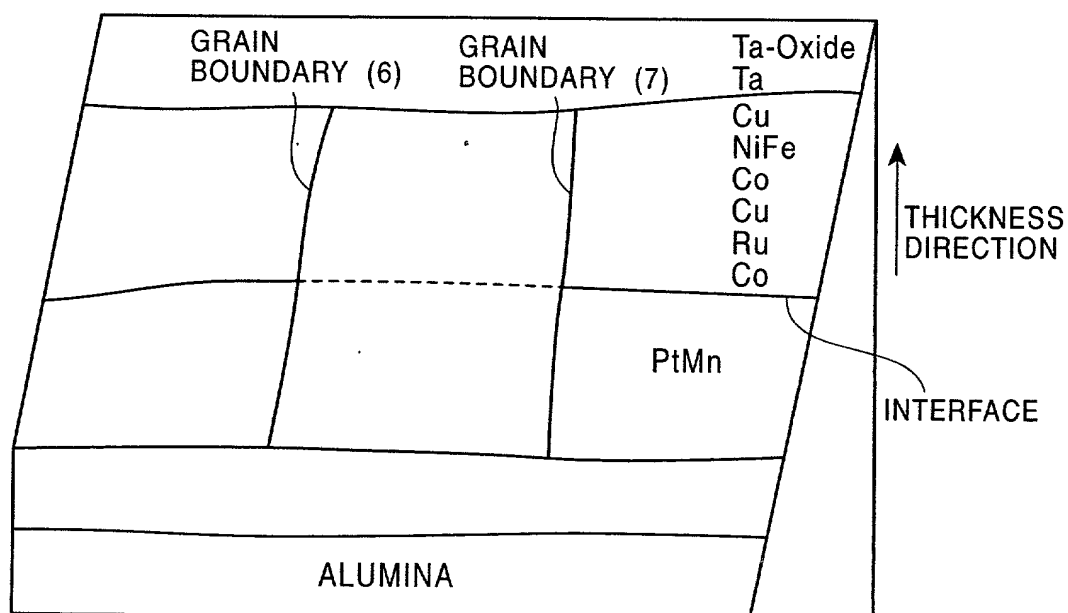 GRAIN
BOUNDARY (6)
GRAIN
BOUNDARY (7)
Ta-Oxide
Ta
Cu
NiFe
Co
Cu
Ru
Co
THICKNESS
DIRECTION
PtMn
INTERFACE
ALUMINA